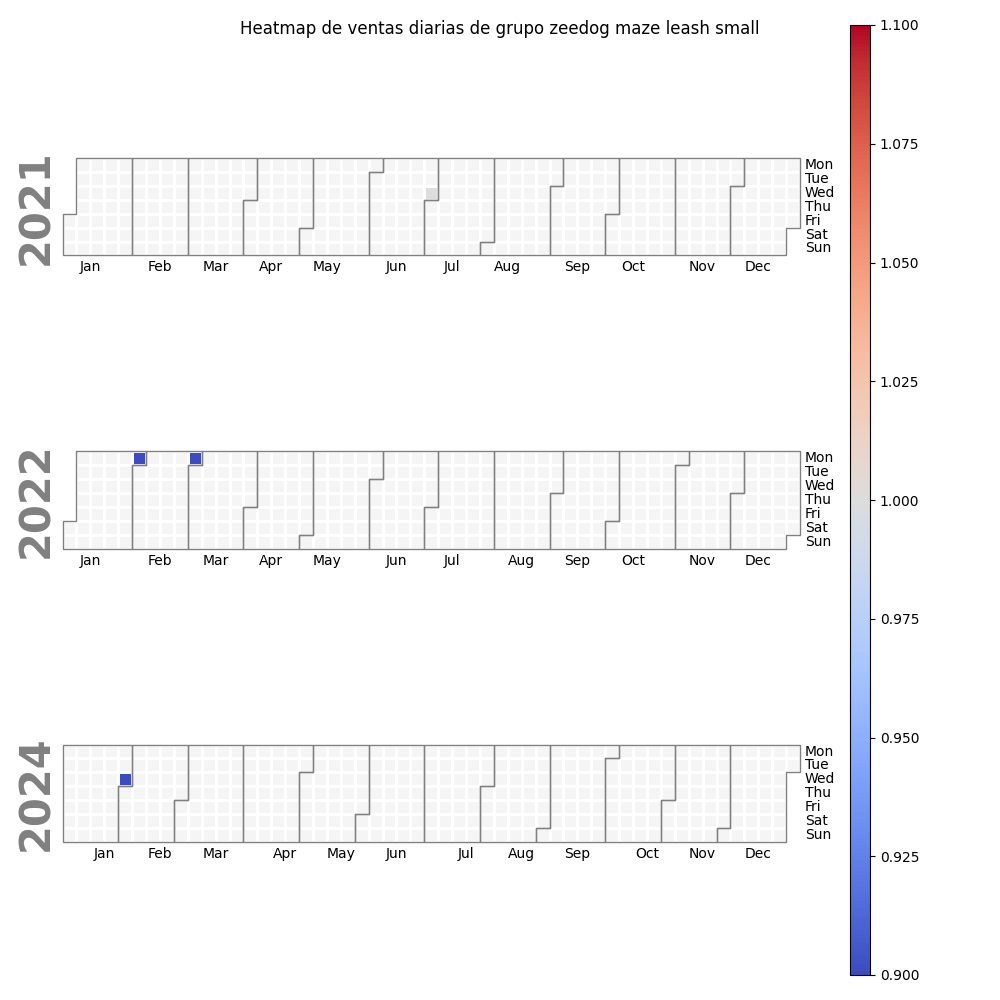 Heatmap de ventas diarias de grupo zeedog maze leash small
2021
Mon
Tue
Wed
Thu
Fri
Sat
Sun
Jan Feb Mar Apr May Jun Jul Aug Sep Oct Nov Dec
2022
Mon
Tue
Wed
Thu
Fri
Sat
Sun
Jan Feb Mar Apr May Jun Jul Aug Sep Oct Nov Dec
2024
Mon
Tue
Wed
Thu
Fri
Sat
Sun
Jan Feb Mar Apr May Jun Jul Aug Sep Oct Nov Dec
1.100
1.075
1.050
1.025
1.000
0.975
0.950
0.925
0.900